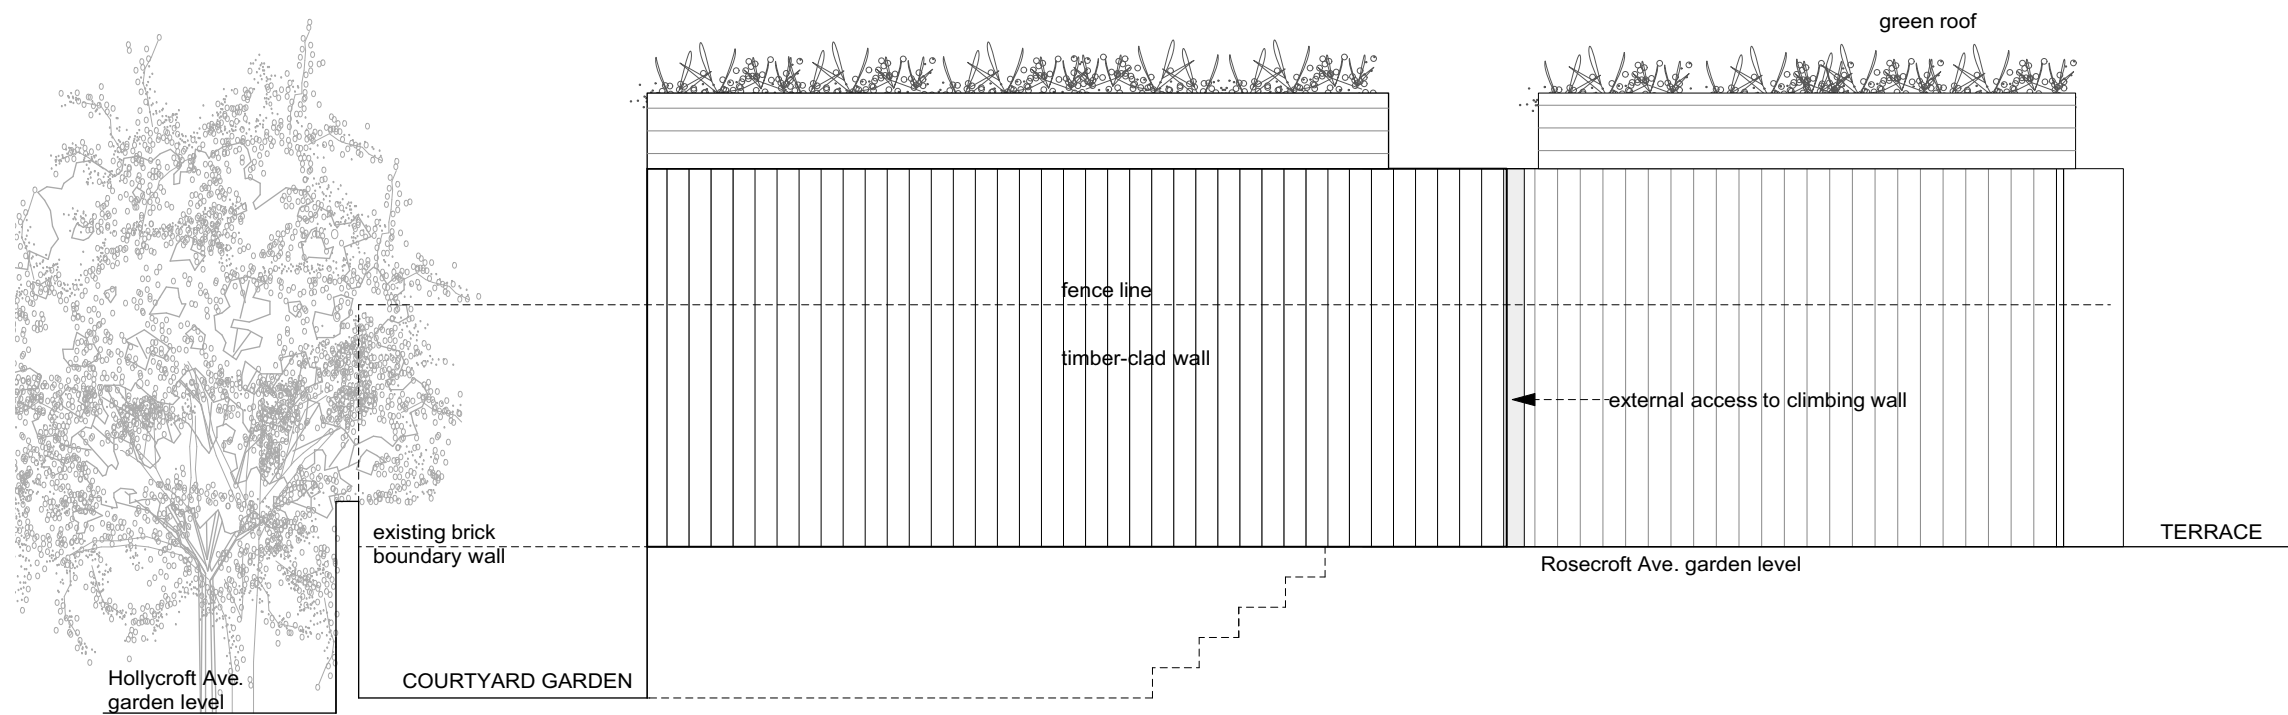 green roof
fence line
timber-clad wall
external access to climbing wall
existing brick
boundary wall
TERRACE
Rosecroft Ave. garden level
Hollycroft Ave.
garden level
COURTYARD GARDEN